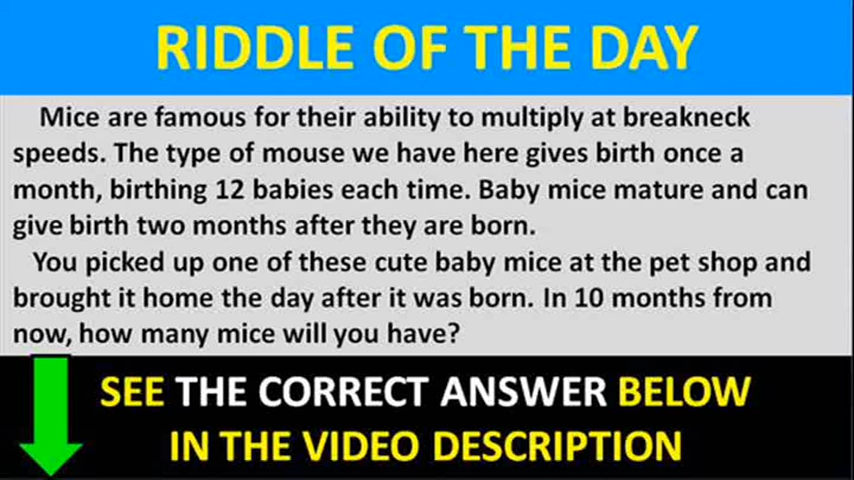 RIDDLE OF THE DAY
Mice are famous for their ability to multiply at breakneck
speeds. The type of mouse we have here gives birth once a
month, birthing 12 babies each time. Baby mice mature and can
give birth two months after they are born.
You picked up one of these cute baby mice at the pet shop and
brought it home the day after it was born. In 10 months from
now, how many mice will you have?
SEE THE CORRECT ANSWER BELOW
IN THE VIDEO DESCRIPTION